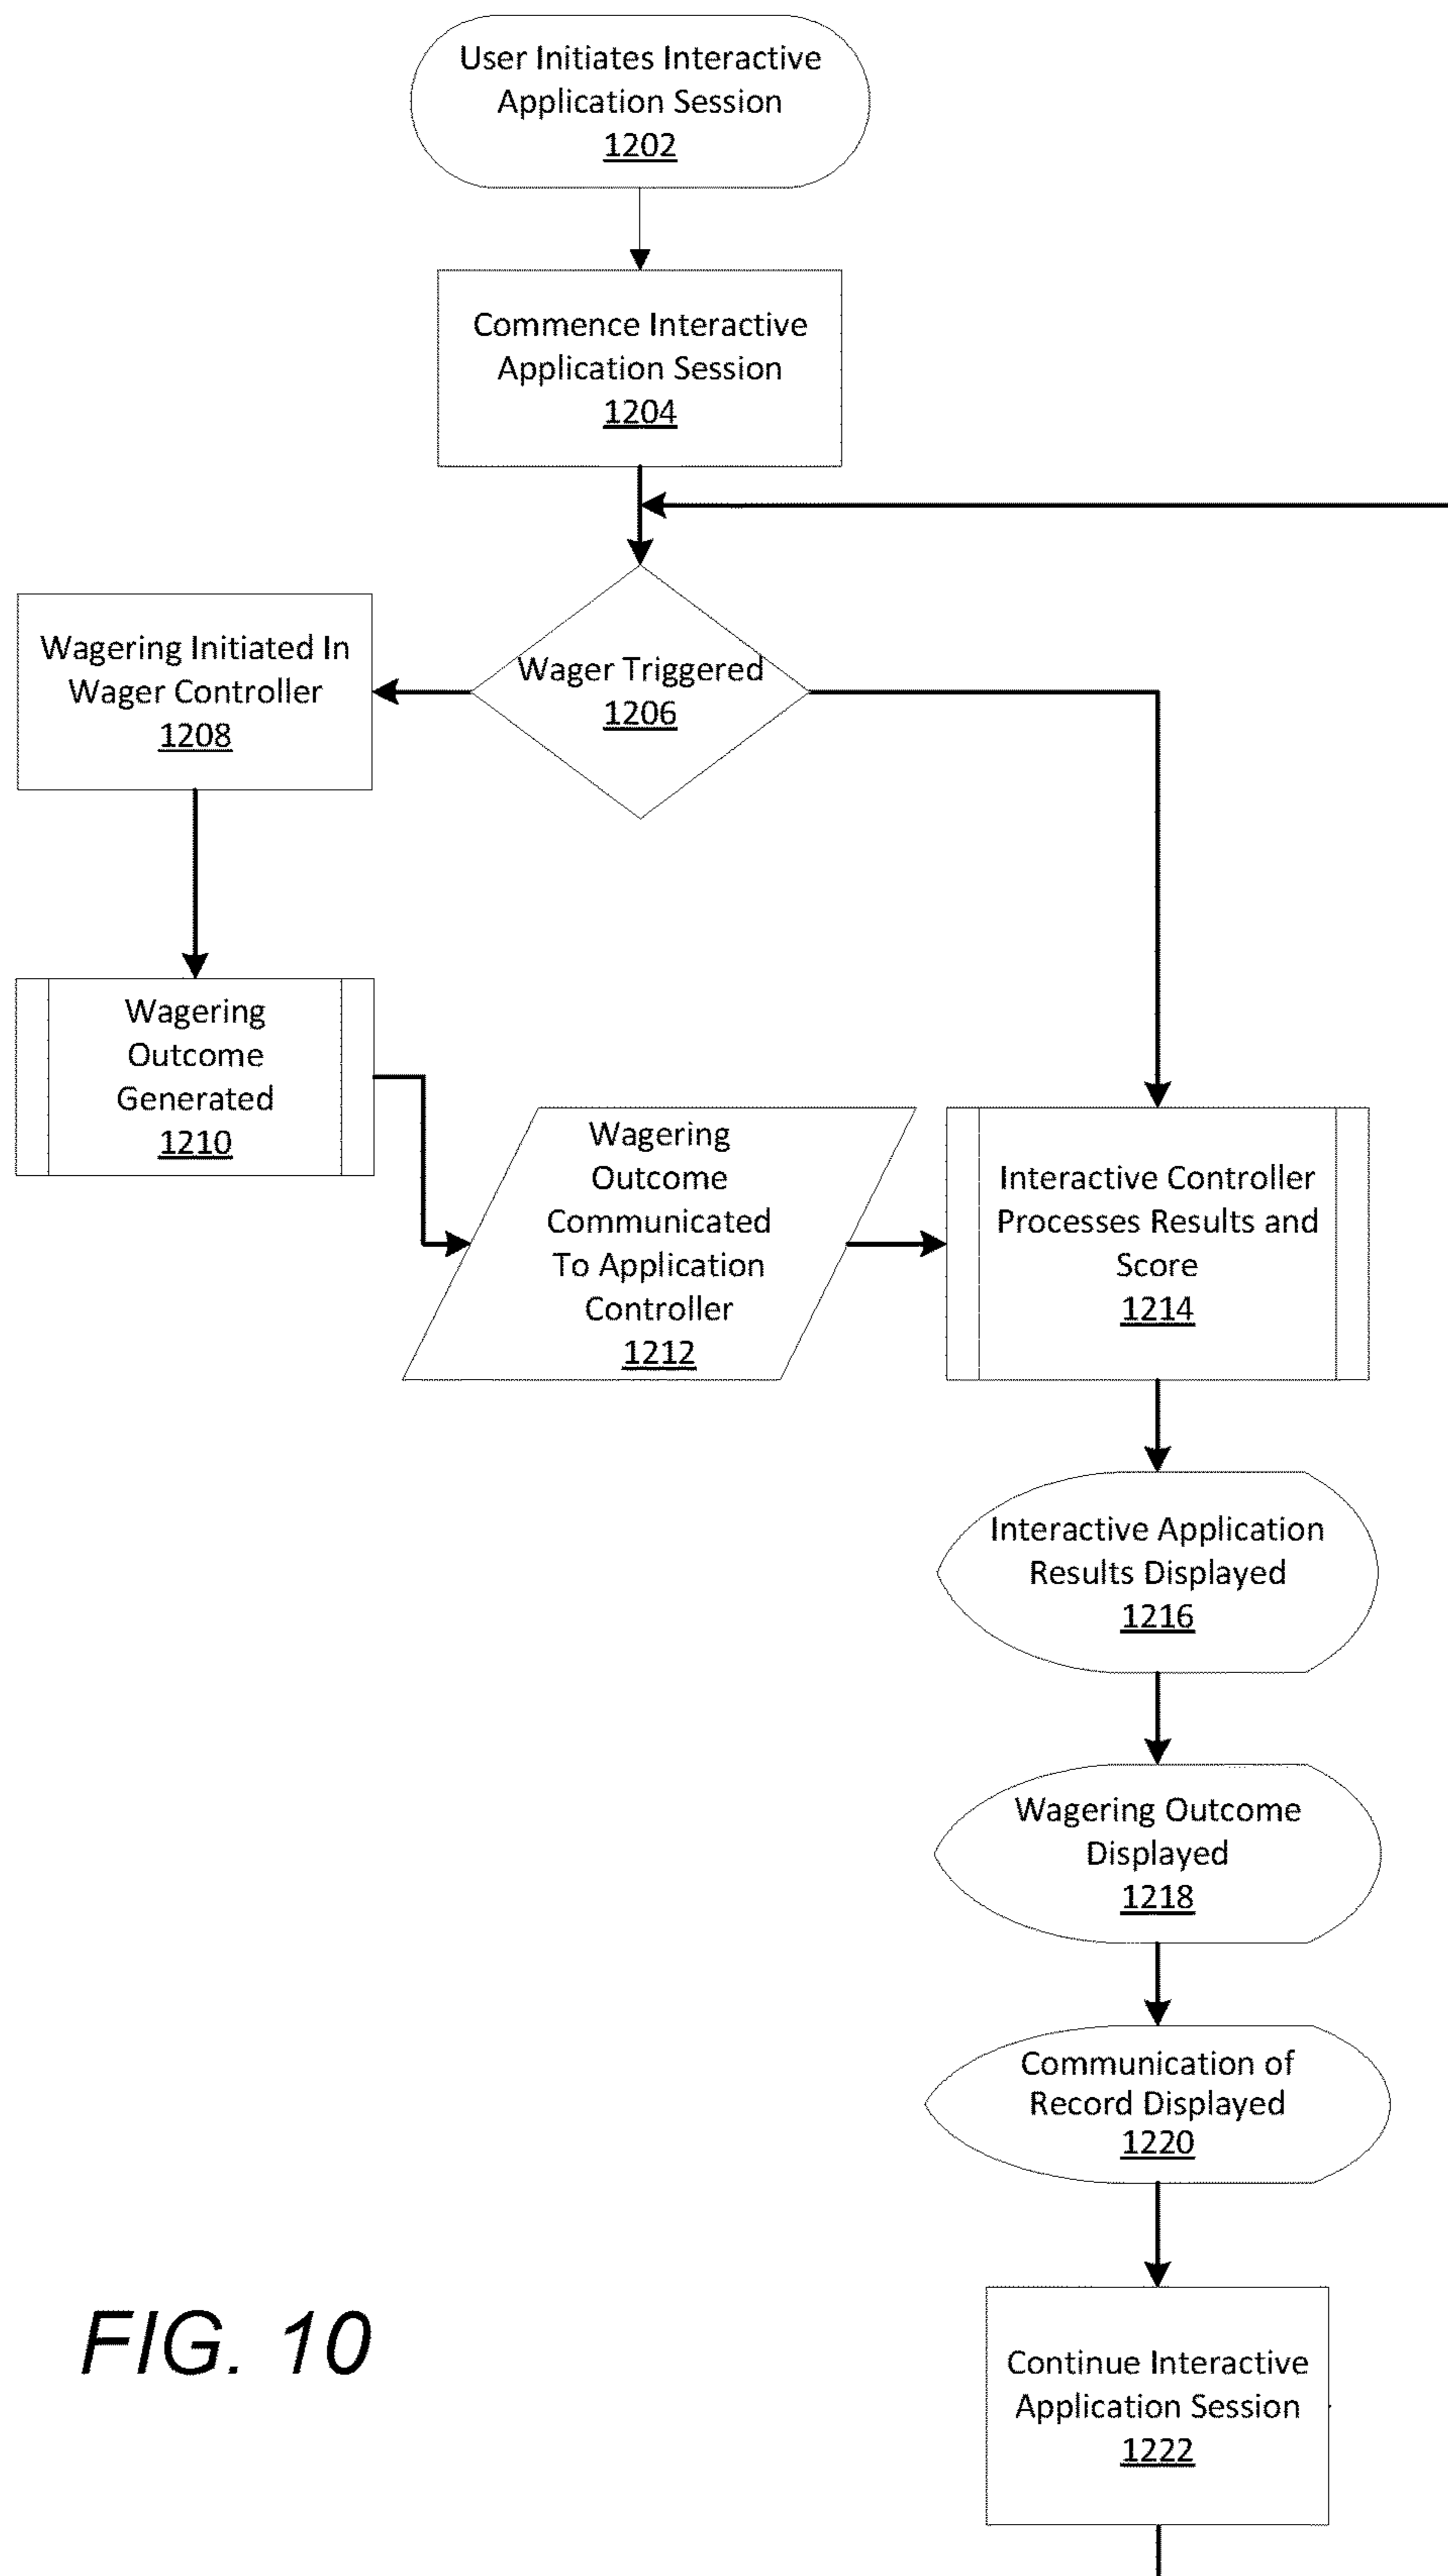 User Initiates Interactive
Application Session
1202
Commence Interactive
Application Session
1204
Wager Triggered
1206
Wagering Initiated In
Wager Controller
1208
Wagering
Outcome
Generated
1210
Wagering
Outcome
Communicated
To Application
Controller
1212
Interactive Controller
Processes Results and
Score
1214
Interactive Application
Results Displayed
1216
Wagering Outcome
Displayed
1218
Communication of
Record Displayed
1220
Continue Interactive
Application Session
1222
FIG. 10